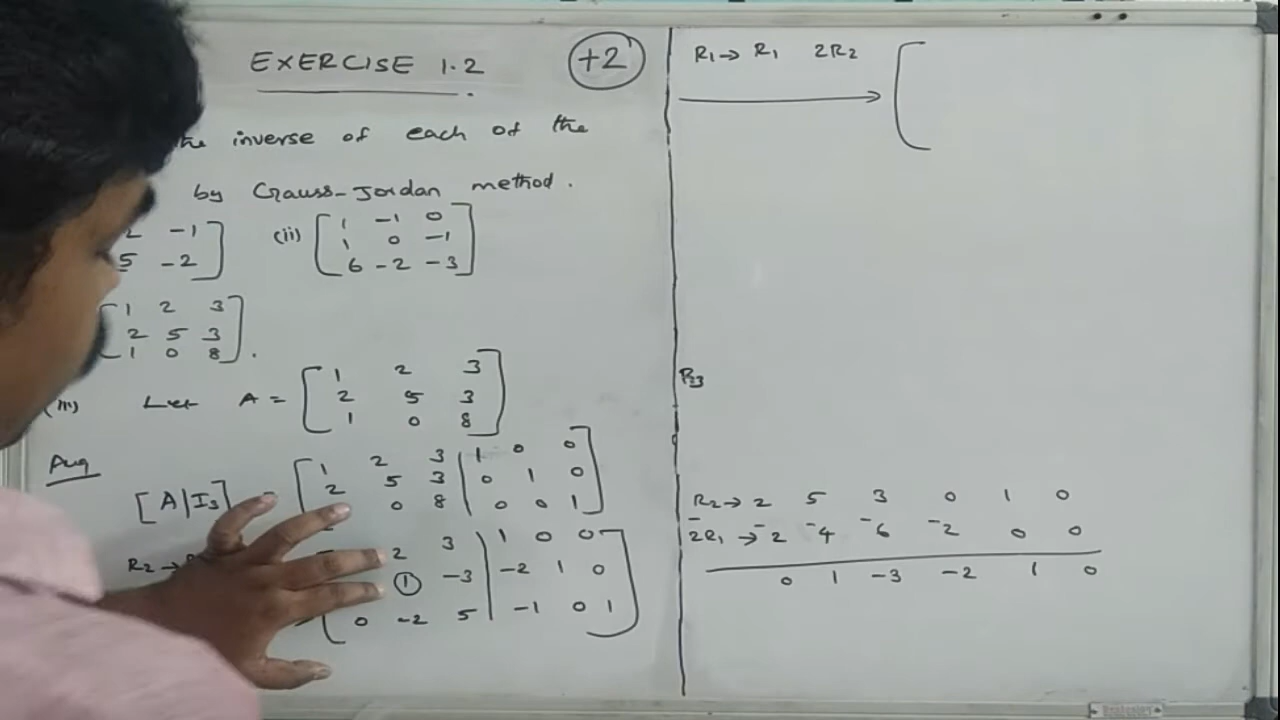 EXERCISE 1.2 +2
the inverse of each of the
by Gauss-Jordan method.
2 -1
5 -2
(ii) 1 -1 0
1 0 -1
6 -2 -3
1 2 3
2 5 3
1 0 8
(iii) Let A = 1 2 3
2 5 3
1 0 8
Aug
[A|I3] 1 2 3 | 1 0 0
2 5 3 | 0 1 0
0 8 | 0 0 1
R2→
2 3 | 1 0 0
1 -3 | -2 1 0
0 -2 5 | -1 0 1
R1→ R1 2R2
R2→ 2 5 3 0 1 0
-2R1 → -2 -4 -6 -2 0 0
0 1 -3 -2 1 0